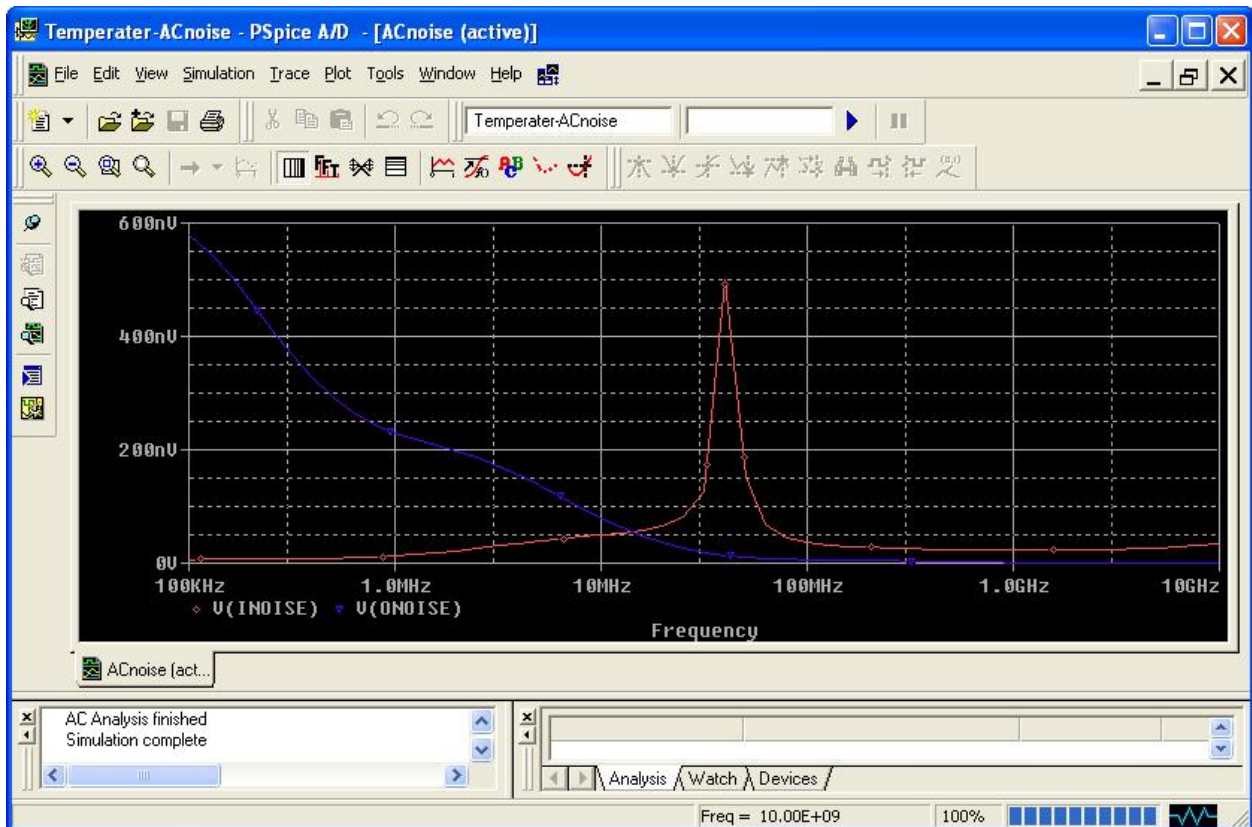 Temperater-ACnoise - PSpice A/D - [ACnoise (active)]
File Edit View Simulation Trace Plot Tools Window Help
Temperater-ACnoise
600nV
400nV
200nV
0V
100KHz 1.0MHz 10MHz 100MHz 1.0GHz 10GHz
V(INOISE) V(ONOISE)
Frequency
ACnoise (act...
AC Analysis finished
Simulation complete
Analysis Watch Devices
Freq = 10.00E+09 100%